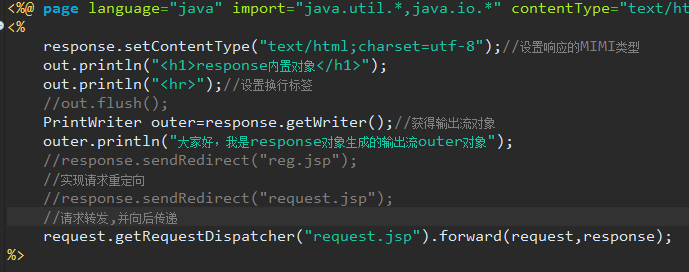 <%@ page language="java" import="java.util.*,java.io.*" contentType="text/ht
<%
response.setContentType("text/html;charset=utf-8");//设置响应的MIMI类型
out.println("<h1>response内置对象</h1>");
out.println("<hr>");//设置换行标签
//out.flush();
PrintWriter outer=response.getWriter();//获得输出流对象
outer.println("大家好，我是response对象生成的输出流outer对象");
//response.sendRedirect("reg.jsp");
//实现请求重定向
//response.sendRedirect("request.jsp");
//请求转发,并向后传递
request.getRequestDispatcher("request.jsp").forward(request,response);
%>